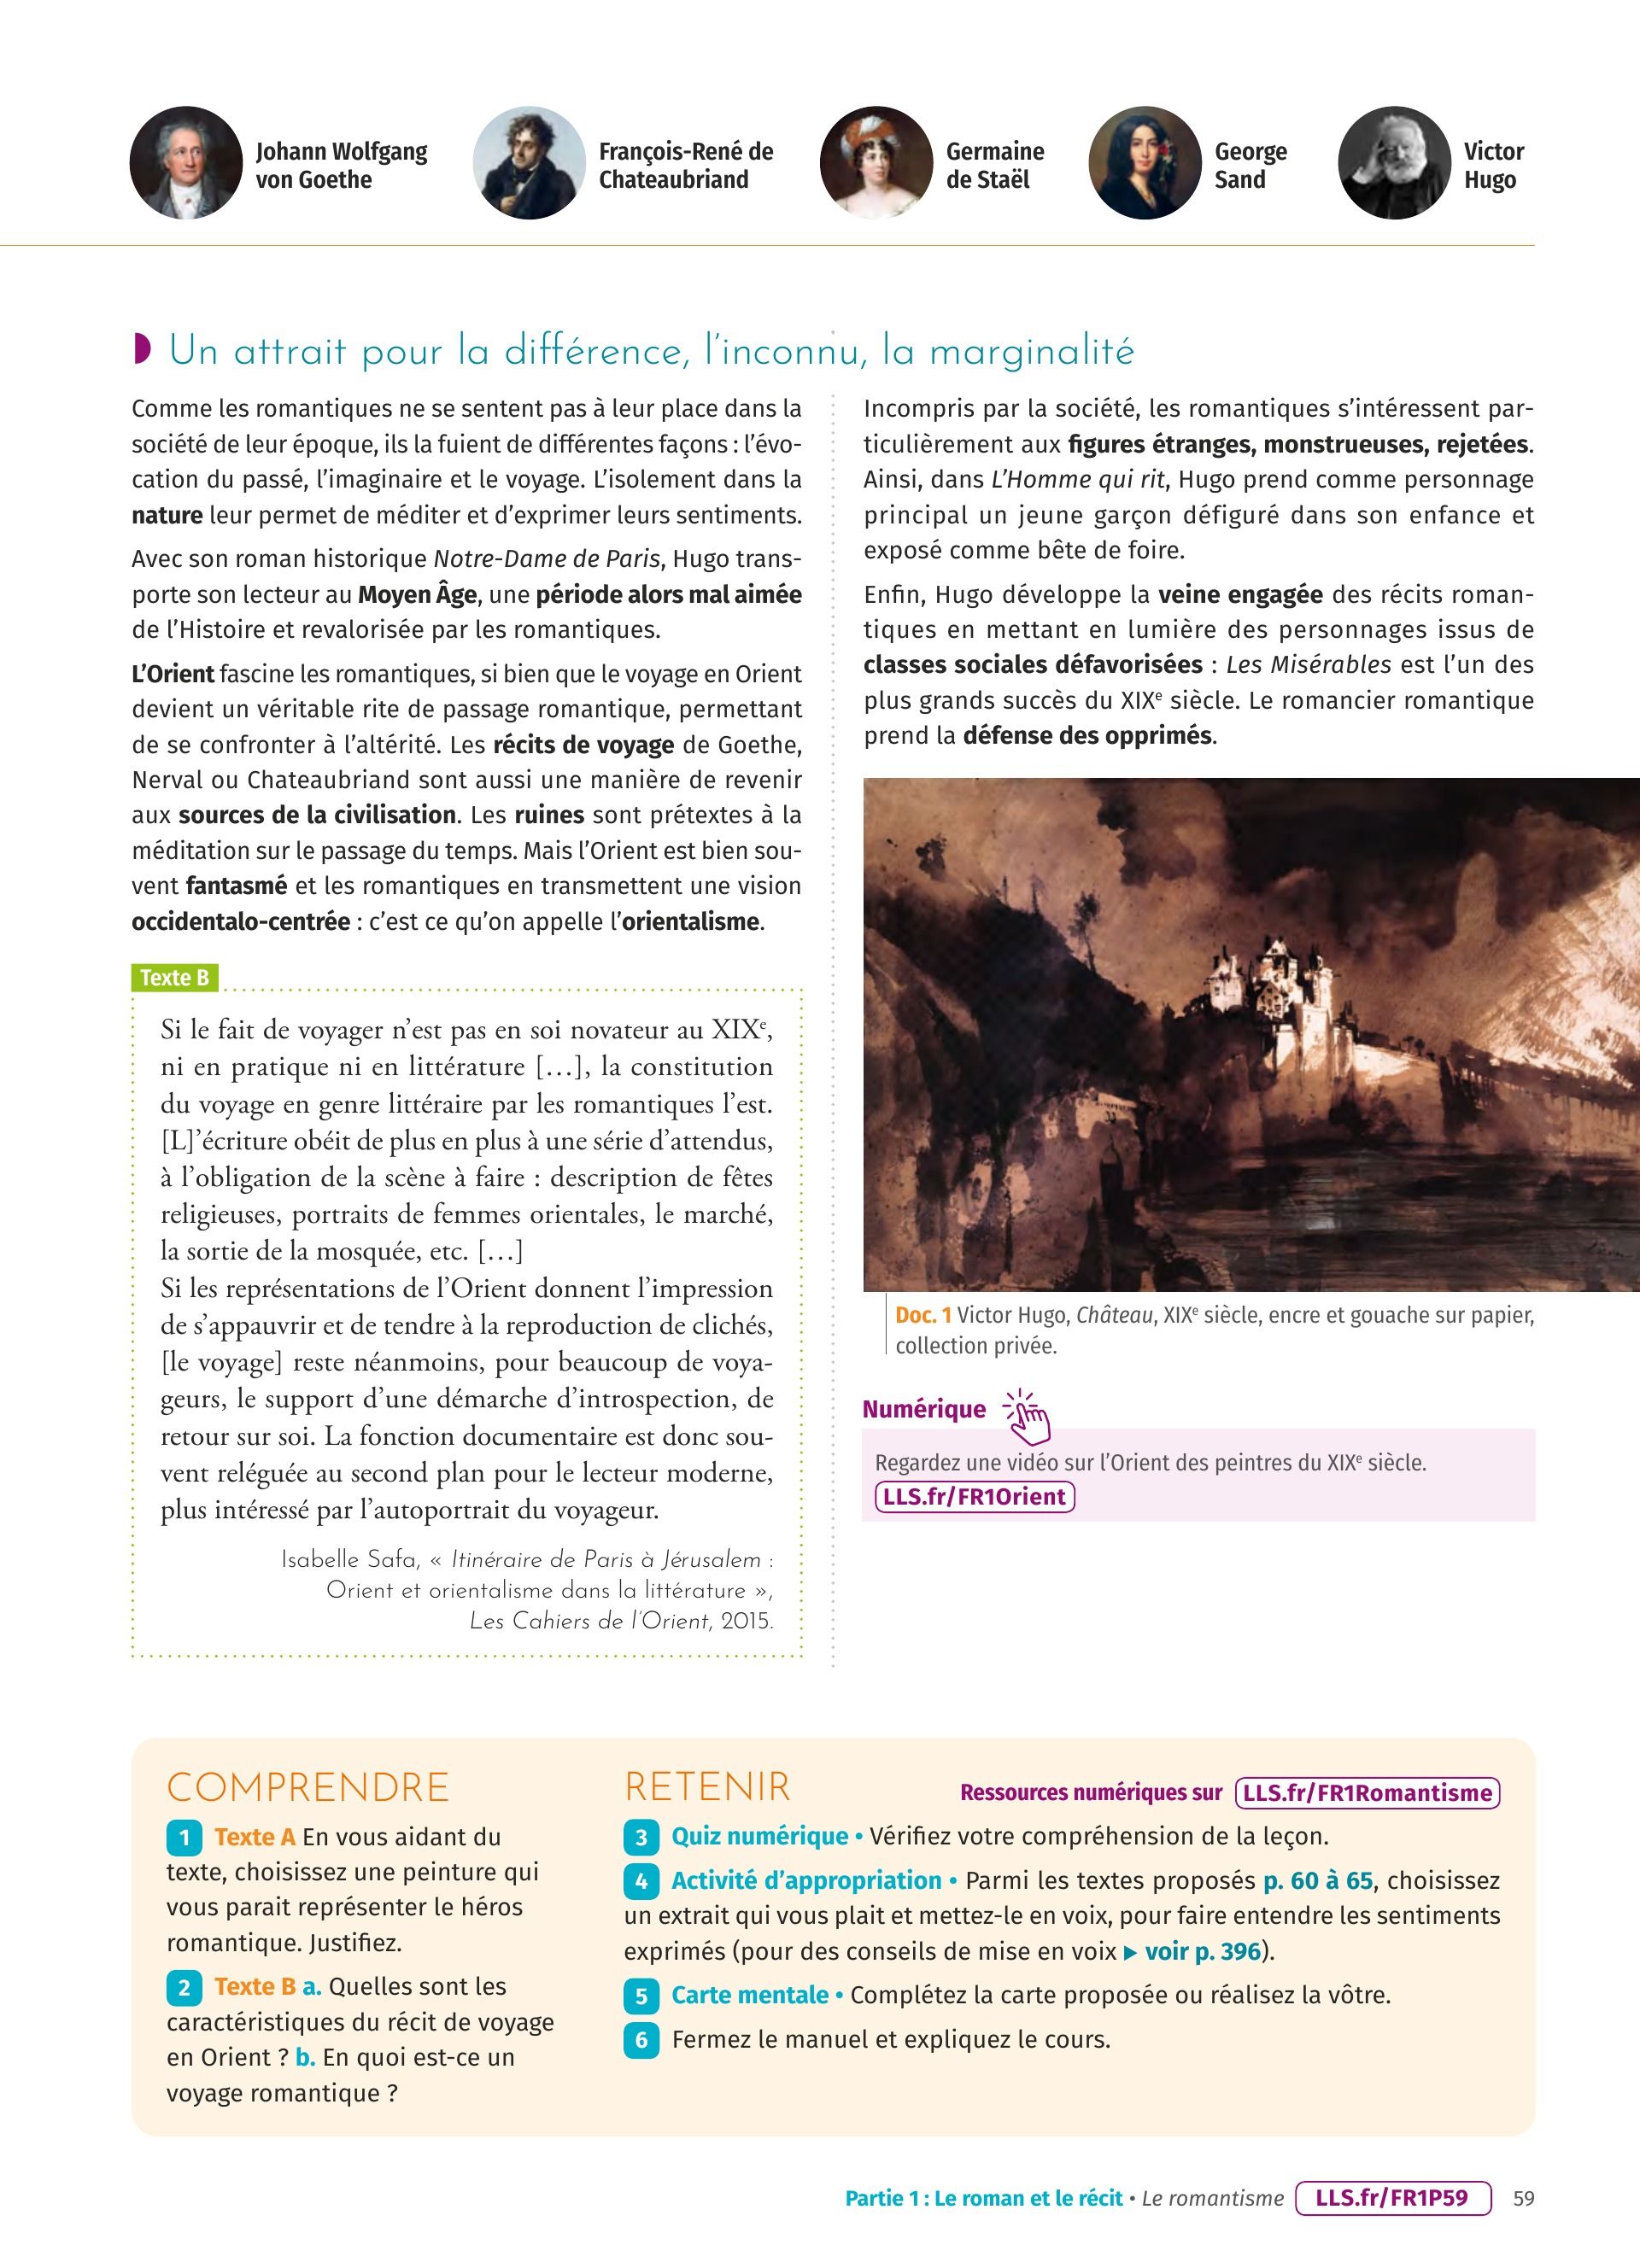 Johann Wolfgang
von Goethe
François-René de
Chateaubriand
Germaine
de Staël
George
Sand
Victor
Hugo
Un attrait pour la différence, l’inconnu, la marginalité
Comme les romantiques ne se sentent pas à leur place dans la
société de leur époque, ils la fuient de différentes façons : l’évo-
cation du passé, l’imaginaire et le voyage. L’isolement dans la
nature leur permet de méditer et d’exprimer leurs sentiments.
Avec son roman historique Notre-Dame de Paris, Hugo trans-
porte son lecteur au Moyen Âge, une période alors mal aimée
de l’Histoire et revalorisée par les romantiques.
L’Orient fascine les romantiques, si bien que le voyage en Orient
devient un véritable rite de passage romantique, permettant
de se confronter à l’altérité. Les récits de voyage de Goethe,
Nerval ou Chateaubriand sont aussi une manière de revenir
aux sources de la civilisation. Les ruines sont prétextes à la
méditation sur le passage du temps. Mais l’Orient est bien sou-
vent fantasmé et les romantiques en transmettent une vision
occidentalo-centrée : c’est ce qu’on appelle l’orientalisme.
Texte B
Si le fait de voyager n’est pas en soi novateur au XIXe,
ni en pratique ni en littérature […], la constitution
du voyage en genre littéraire par les romantiques l’est.
[L]’écriture obéit de plus en plus à une série d’attendus,
à l’obligation de la scène à faire : description de fêtes
religieuses, portraits de femmes orientales, le marché,
la sortie de la mosquée, etc. […]
Si les représentations de l’Orient donnent l’impression
de s’appauvrir et de tendre à la reproduction de clichés,
[le voyage] reste néanmoins, pour beaucoup de voya-
geurs, le support d’une démarche d’introspection, de
retour sur soi. La fonction documentaire est donc sou-
vent reléguée au second plan pour le lecteur moderne,
plus intéressé par l’autoportrait du voyageur.
Isabelle Safa, « Itinéraire de Paris à Jérusalem :
Orient et orientalisme dans la littérature »,
Les Cahiers de l’Orient, 2015.
Incompris par la société, les romantiques s’intéressent par-
ticulièrement aux figures étranges, monstrueuses, rejetées.
Ainsi, dans L’Homme qui rit, Hugo prend comme personnage
principal un jeune garçon défiguré dans son enfance et
exposé comme bête de foire.
Enfin, Hugo développe la veine engagée des récits roman-
tiques en mettant en lumière des personnages issus de
classes sociales défavorisées : Les Misérables est l’un des
plus grands succès du XIXe siècle. Le romancier romantique
prend la défense des opprimés.
Doc. 1 Victor Hugo, Château, XIXe siècle, encre et gouache sur papier,
collection privée.
Numérique
Regardez une vidéo sur l’Orient des peintres du XIXe siècle.
LLS.fr/FR1Orient
COMPRENDRE
1 Texte A En vous aidant du
texte, choisissez une peinture qui
vous parait représenter le héros
romantique. Justifiez.
2 Texte B a. Quelles sont les
caractéristiques du récit de voyage
en Orient ? b. En quoi est-ce un
voyage romantique ?
RETENIR
Ressources numériques sur LLS.fr/FR1Romantisme
3 Quiz numérique • Vérifiez votre compréhension de la leçon.
4 Activité d’appropriation • Parmi les textes proposés p. 60 à 65, choisissez
un extrait qui vous plait et mettez-le en voix, pour faire entendre les sentiments
exprimés (pour des conseils de mise en voix ▶ voir p. 396).
5 Carte mentale • Complétez la carte proposée ou réalisez la vôtre.
6 Fermez le manuel et expliquez le cours.
Partie 1 : Le roman et le récit • Le romantisme LLS.fr/FR1P59 59